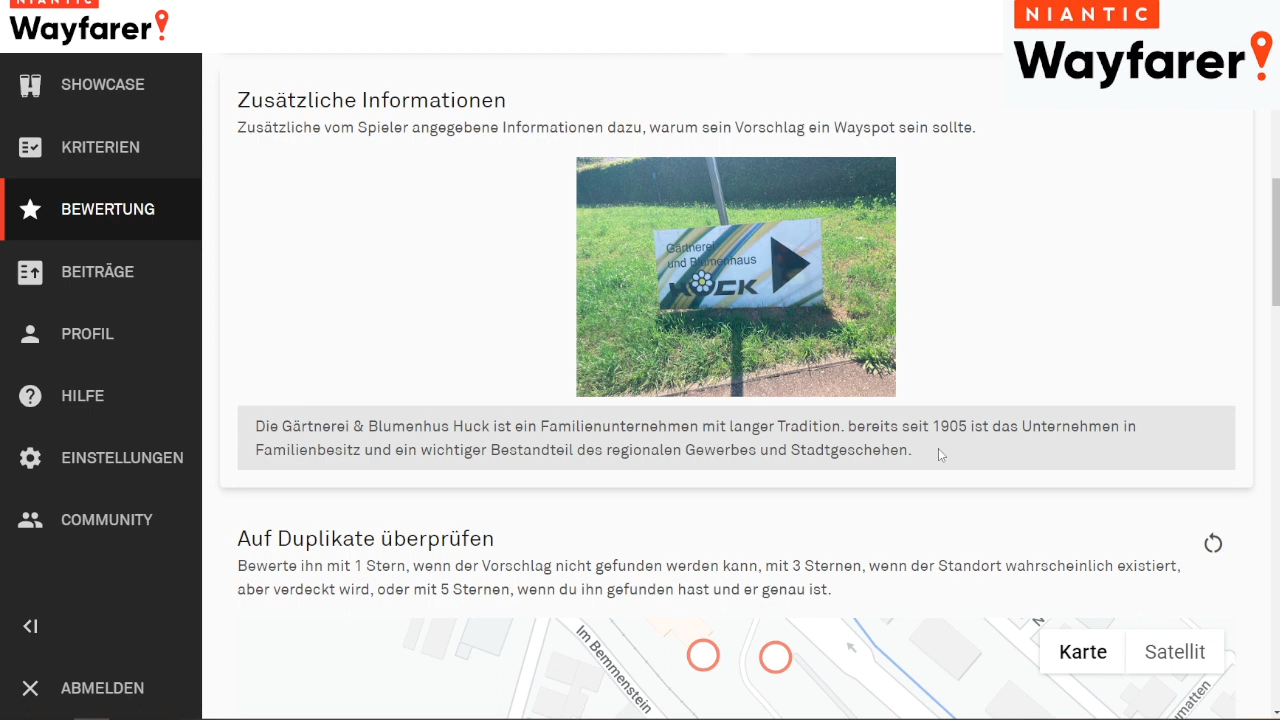 NIANTIC
Wayfarer!
NIANTIC
Wayfarer!
SHOWCASE
KRITERIEN
BEWERTUNG
BEITRÄGE
PROFIL
HILFE
EINSTELLUNGEN
COMMUNITY
ABMELDEN
Zusätzliche Informationen
Zusätzliche vom Spieler angegebene Informationen dazu, warum sein Vorschlag ein Wayspot sein sollte.
Gärtnerei
und Blumenhaus
HUCK
Die Gärtnerei & Blumenhus Huck ist ein Familienunternehmen mit langer Tradition. bereits seit 1905 ist das Unternehmen in
Familienbesitz und ein wichtiger Bestandteil des regionalen Gewerbes und Stadtgeschehen.
Auf Duplikate überprüfen
Bewerte ihn mit 1 Stern, wenn der Vorschlag nicht gefunden werden kann, mit 3 Sternen, wenn der Standort wahrscheinlich existiert,
aber verdeckt wird, oder mit 5 Sternen, wenn du ihn gefunden hast und er genau ist.
Im Bemmenstein
Karte
Satellit